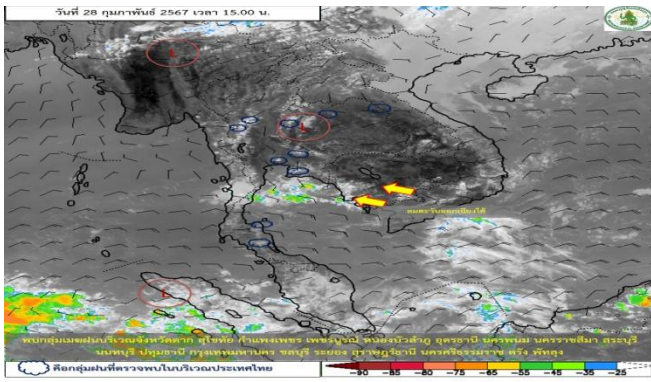 วันที่ 28 กุมภาพันธ์ 2567 เวลา 15.00 น.
L
L
L
ลมตะวันออกเฉียงใต้
พบกลุ่มเมฆฝนบริเวณจังหวัดตาก สุโขทัย กำแพงเพชร เพชรบูรณ์ หนองบัวลำภู อุดรธานี นครพนม นครราชสีมา สระบุรี
นนทบุรี ปทุมธานี กรุงเทพมหานคร ชลบุรี ระยอง สุราษฎร์ธานี นครศรีธรรมราช ตรัง พัทลุง
คือกลุ่มฝนที่ตรวจพบในบริเวณประเทศไทย
-90 -85 -75 -65 -55 -45 -35 -25